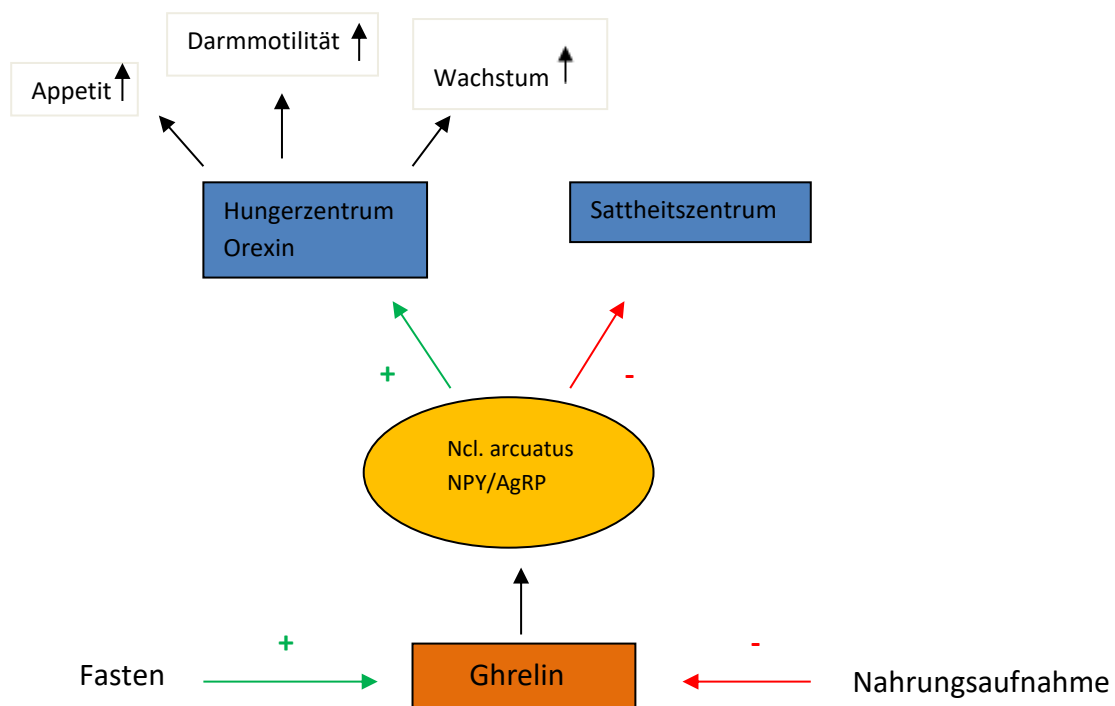 Darmmotilität
Wachstum
Appetit
Hungerzentrum
Orexin
Sattheitszentrum
+
-
Ncl. arcuatus
NPY/AgRP
+
-
Fasten
Ghrelin
Nahrungsaufnahme